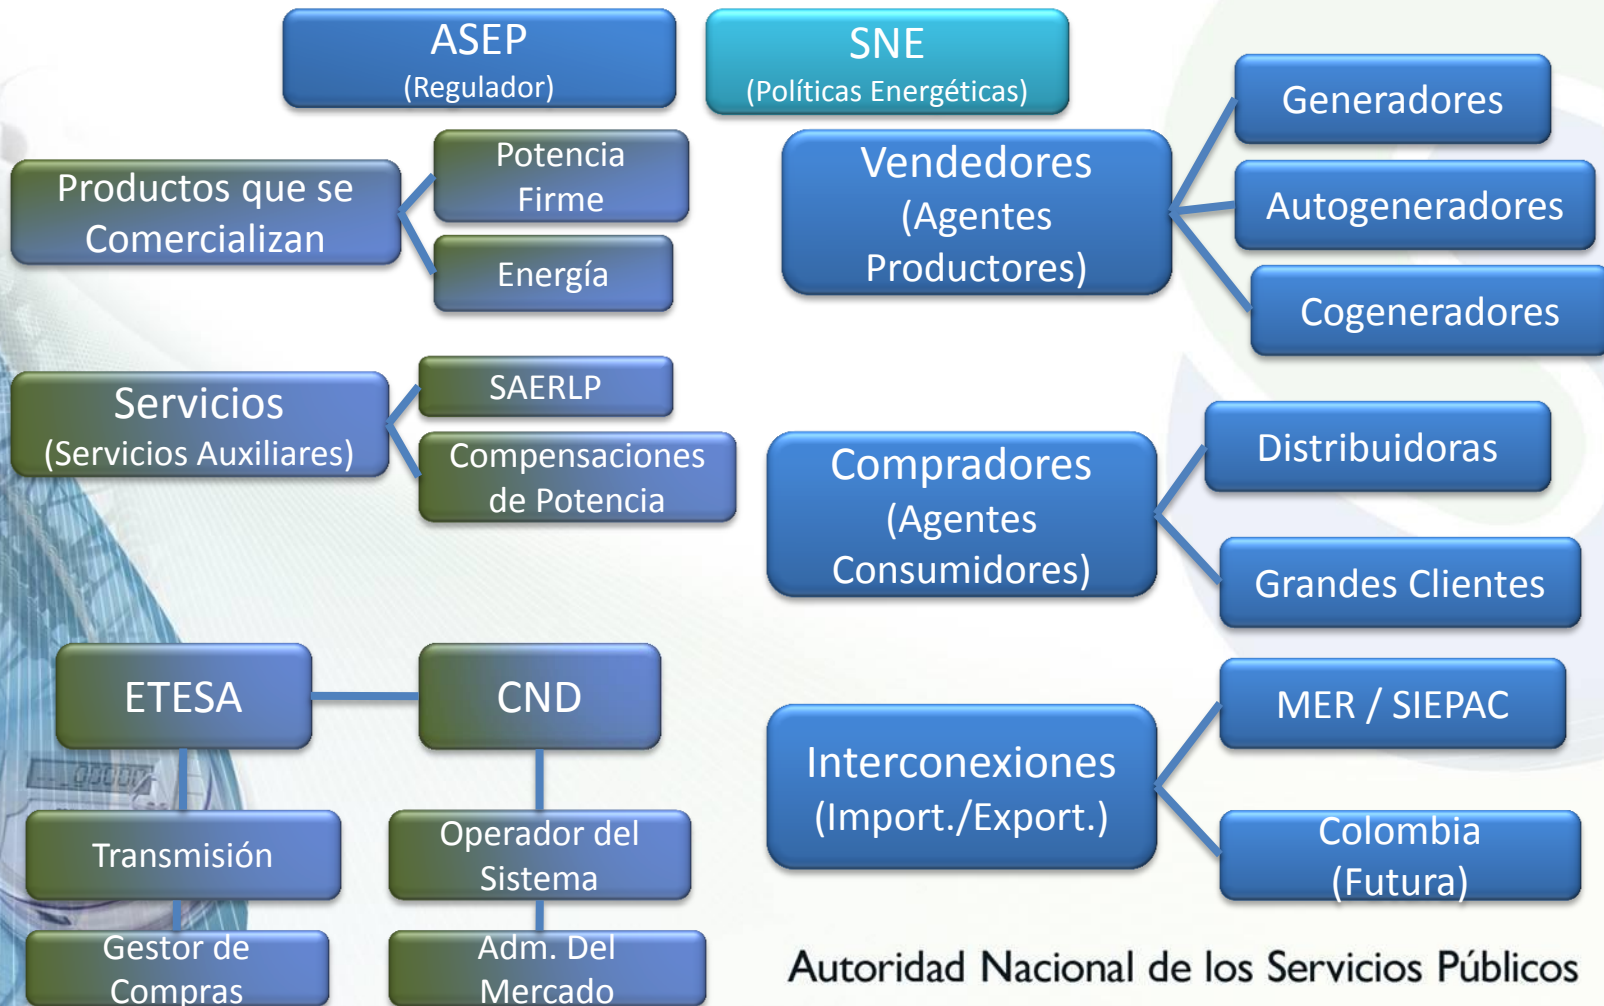 ASEP
(Regulador)
SNE
(Políticas Energéticas)
Productos que se
Comercializan
Potencia
Firme
Energía
Servicios
(Servicios Auxiliares)
SAERLP
Compensaciones
de Potencia
ETESA
CND
Transmisión
Operador del
Sistema
Gestor de
Compras
Adm. Del
Mercado
Vendedores
(Agentes
Productores)
Generadores
Autogeneradores
Cogeneradores
Compradores
(Agentes
Consumidores)
Distribuidoras
Grandes Clientes
Interconexiones
(Import./Export.)
MER / SIEPAC
Colombia
(Futura)
Autoridad Nacional de los Servicios Públicos